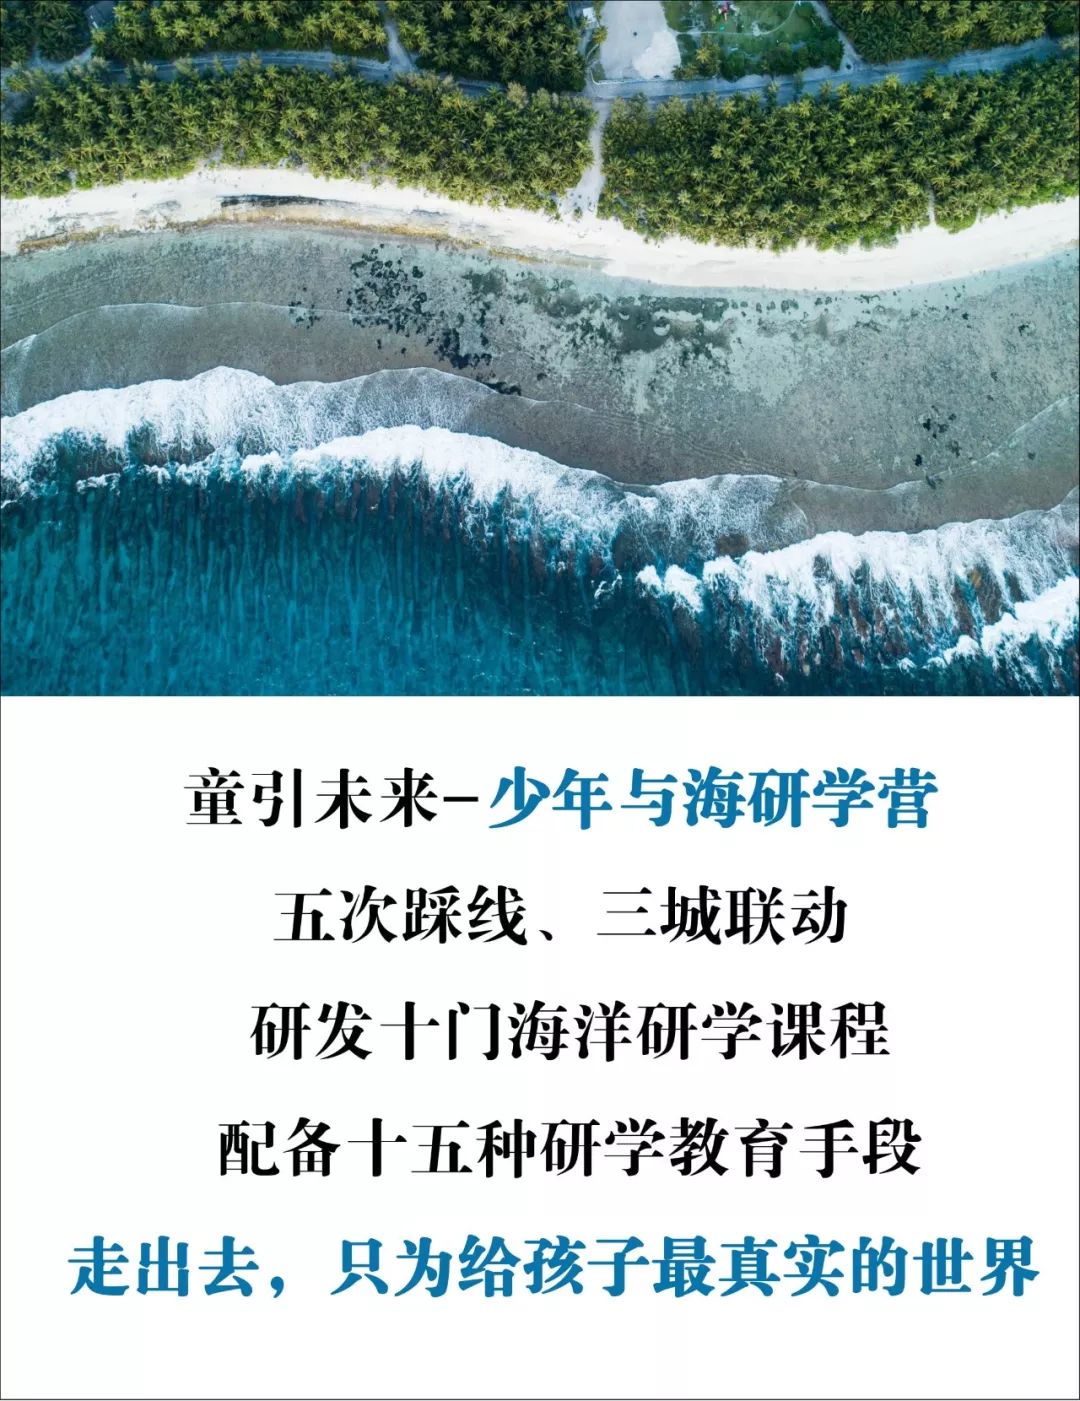 童引未来-少年与海研学营
五次踩线、三城联动
研发十门海洋研学课程
配备十五种研学教育手段
走出去，只为给孩子最真实的世界